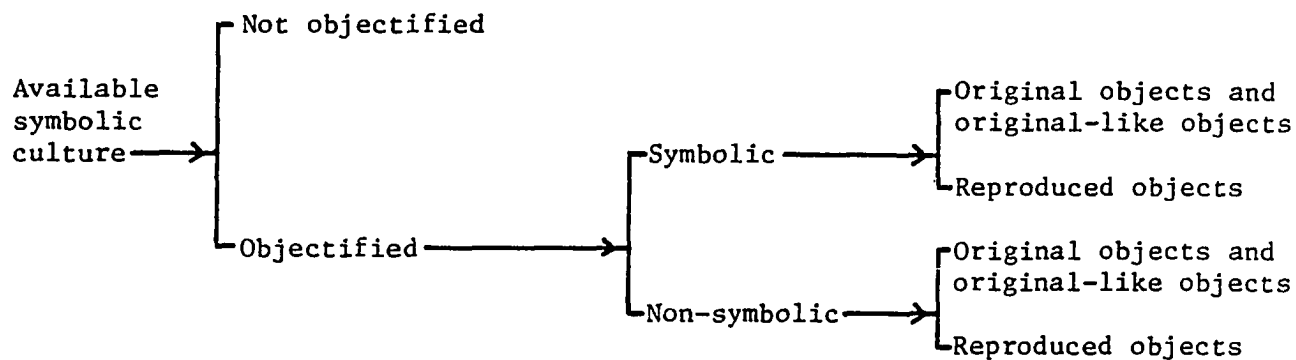 Not objectified
Available
symbolic
culture
Objectified
Symbolic
Non-symbolic
Original objects and
original-like objects
Reproduced objects
Original objects and
original-like objects
Reproduced objects